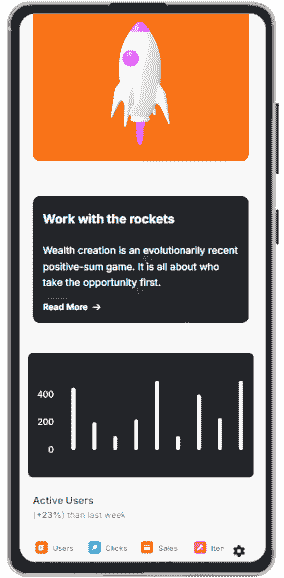 Work with the rockets
Wealth creation is an evolutionarily recent
positive-sum game. It is all about who
take the opportunity first.
Read More →
400
200
0
Active Users
(+23%) than last week
Users Clicks Sales Iter